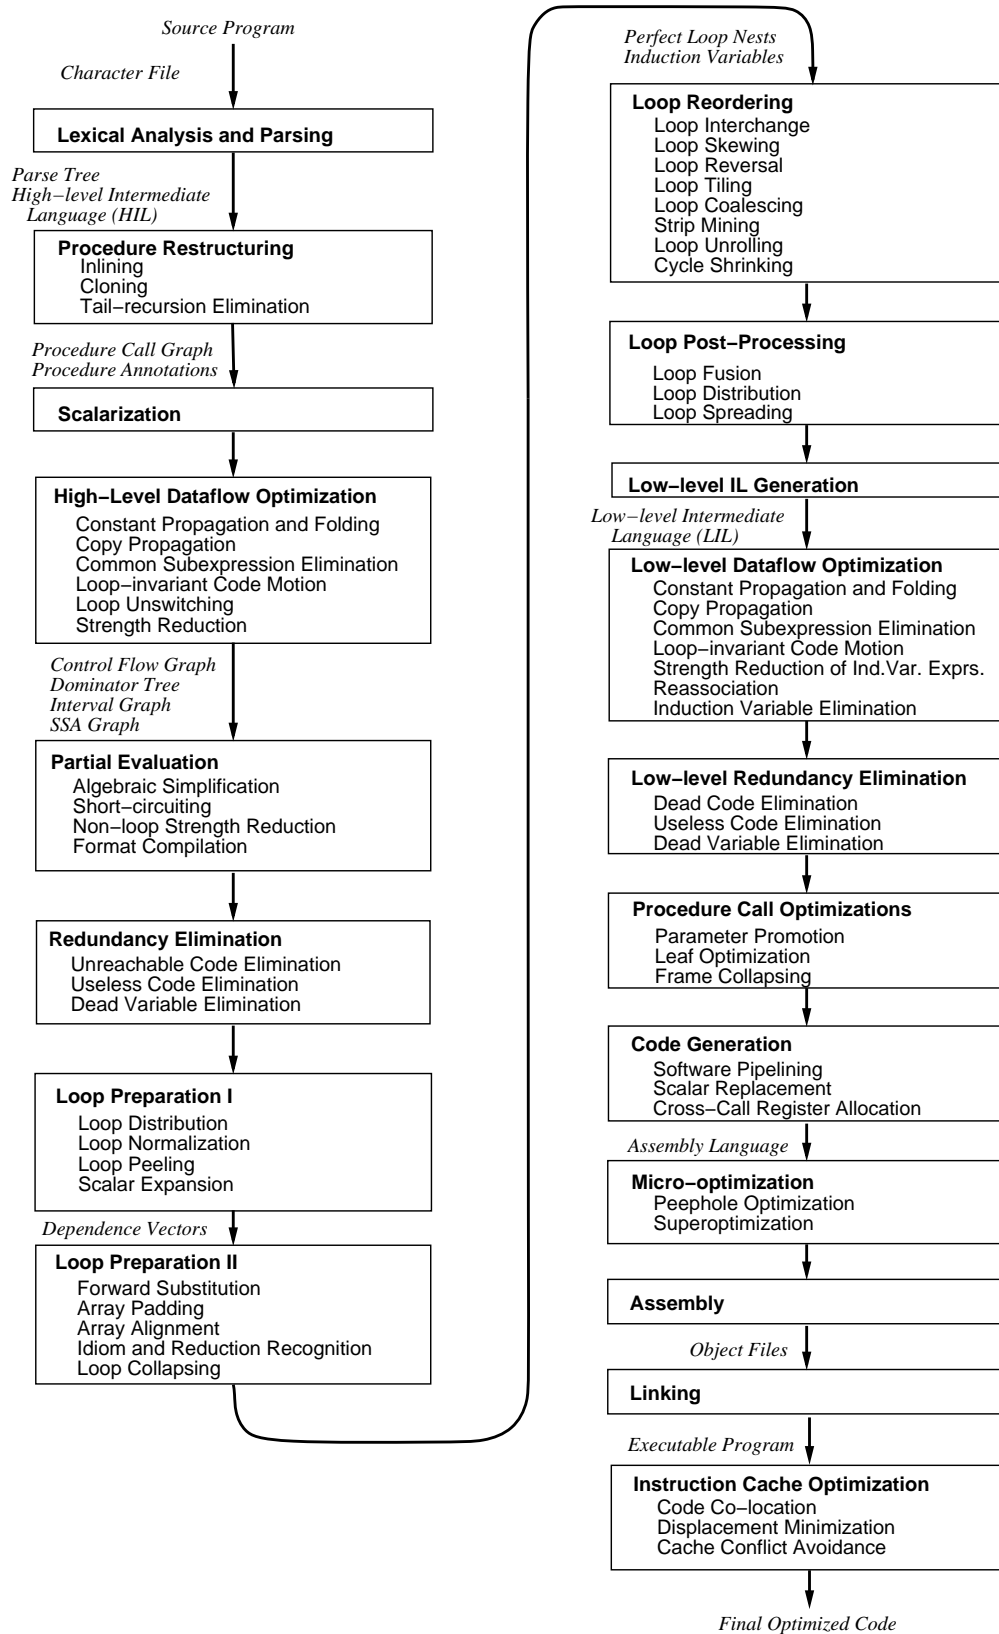 Source Program
Character File
Lexical Analysis and Parsing
Parse Tree
High−level Intermediate
Language (HIL)
Procedure Restructuring
Inlining
Cloning
Tail−recursion Elimination
Procedure Call Graph
Procedure Annotations
Scalarization
High−Level Dataflow Optimization
Constant Propagation and Folding
Copy Propagation
Common Subexpression Elimination
Loop−invariant Code Motion
Loop Unswitching
Strength Reduction
Control Flow Graph
Dominator Tree
Interval Graph
SSA Graph
Partial Evaluation
Algebraic Simplification
Short−circuiting
Non−loop Strength Reduction
Format Compilation
Redundancy Elimination
Unreachable Code Elimination
Useless Code Elimination
Dead Variable Elimination
Loop Preparation I
Loop Distribution
Loop Normalization
Loop Peeling
Scalar Expansion
Dependence Vectors
Loop Preparation II
Forward Substitution
Array Padding
Array Alignment
Idiom and Reduction Recognition
Loop Collapsing
Perfect Loop Nests
Induction Variables
Loop Reordering
Loop Interchange
Loop Skewing
Loop Reversal
Loop Tiling
Loop Coalescing
Strip Mining
Loop Unrolling
Cycle Shrinking
Loop Post−Processing
Loop Fusion
Loop Distribution
Loop Spreading
Low−level IL Generation
Low−level Intermediate
Language (LIL)
Low−level Dataflow Optimization
Constant Propagation and Folding
Copy Propagation
Common Subexpression Elimination
Loop−invariant Code Motion
Strength Reduction of Ind.Var. Exprs.
Reassociation
Induction Variable Elimination
Low−level Redundancy Elimination
Dead Code Elimination
Useless Code Elimination
Dead Variable Elimination
Procedure Call Optimizations
Parameter Promotion
Leaf Optimization
Frame Collapsing
Code Generation
Software Pipelining
Scalar Replacement
Cross−Call Register Allocation
Assembly Language
Micro−optimization
Peephole Optimization
Superoptimization
Assembly
Object Files
Linking
Executable Program
Instruction Cache Optimization
Code Co−location
Displacement Minimization
Cache Conflict Avoidance
Final Optimized Code